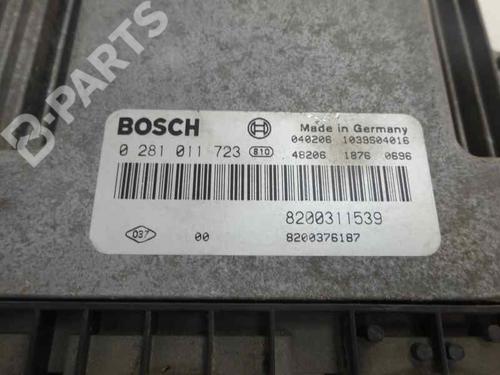 B-PARTS
BOSCH
Made in Germany
040206 1039S04016
0 281 011 723 810
48206 1876 0696
8200311539
037 00 8200376187